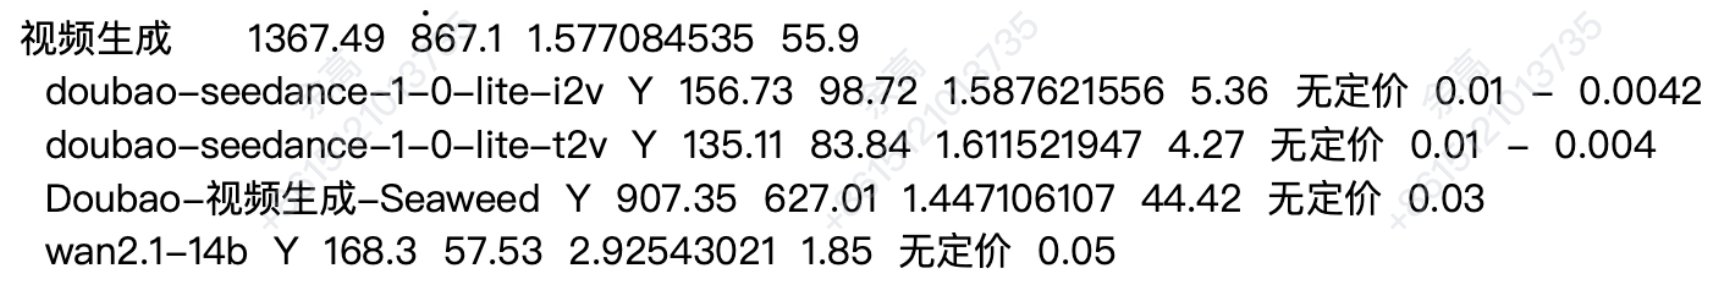 视频生成 1367.49 867.1 1.577084535 55.9
doubao-seedance-1-0-lite-i2v Y 156.73 98.72 1.587621556 5.36 无定价 0.01 - 0.0042
doubao-seedance-1-0-lite-t2v Y 135.11 83.84 1.611521947 4.27 无定价 0.01 - 0.004
Doubao-视频生成-Seaweed Y 907.35 627.01 1.447106107 44.42 无定价 0.03
wan2.1-14b Y 168.3 57.53 2.92543021 1.85 无定价 0.05